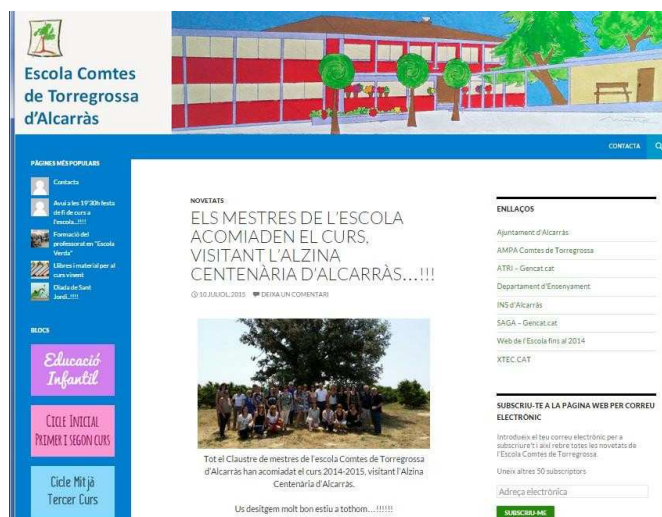 Escola Comtes
de Torregrossa
d'Alcarràs
CONTACTA
PÀGINES MÉS POPULARS
Contacta
Avui a les 19'30h festa
de fi de curs a
l'escola..!!!!
Formació del
professorat en "Escola
Verda"
Llibres i material per al
curs vinent
Diada de Sant
Jordi..!!!!
BLOCS
Educació
Infantil
CICLE INICIAL
PRIMER I SEGON CURS
Cicle Mitjà
Tercer Curs
NOVETATS
ELS MESTRES DE L'ESCOLA
ACOMIADEN EL CURS,
VISITANT L'ALZINA
CENTENÀRIA D'ALCARRÀS...!!!
10 JULIOL, 2015 DEIXA UN COMENTARI
Tot el Claustre de mestres de l'escola Comtes de Torregrossa
d'Alcarràs han acomiadat el curs 2014-2015, visitant l'Alzina
Centenària d'Alcarràs.
Us desitgem molt bon estiu a tothom...!!!!!!
ENLLAÇOS
Ajuntament d'Alcarràs
AMPA Comtes de Torregrossa
ATRI – Gencat.cat
Departament d'Ensenyament
INS d'Alcarràs
SAGA – Gencat.cat
Web de l'Escola fins al 2014
XTEC.CAT
SUBSCRIU-TE A LA PÀGINA WEB PER CORREU
ELECTRÒNIC
Introdueix el teu correu electrònic per a
subscriure't i així rebre totes les novetats de
l'Escola Comtes de Torregrossa.
Uneix altres 50 subscriptors
Adreça electrònica
SUBSCRIU-ME